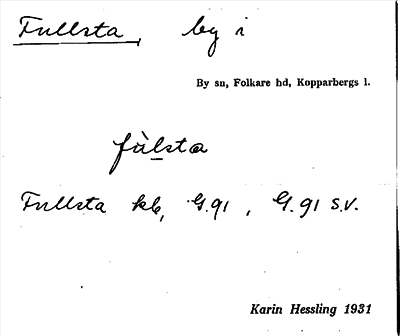 Fullsta, by i
By sn, Folkare hd, Kopparbergs l.
fùlsta
Fullsta kb, G.91, G.91 S.V.
Karin Hessling 1931